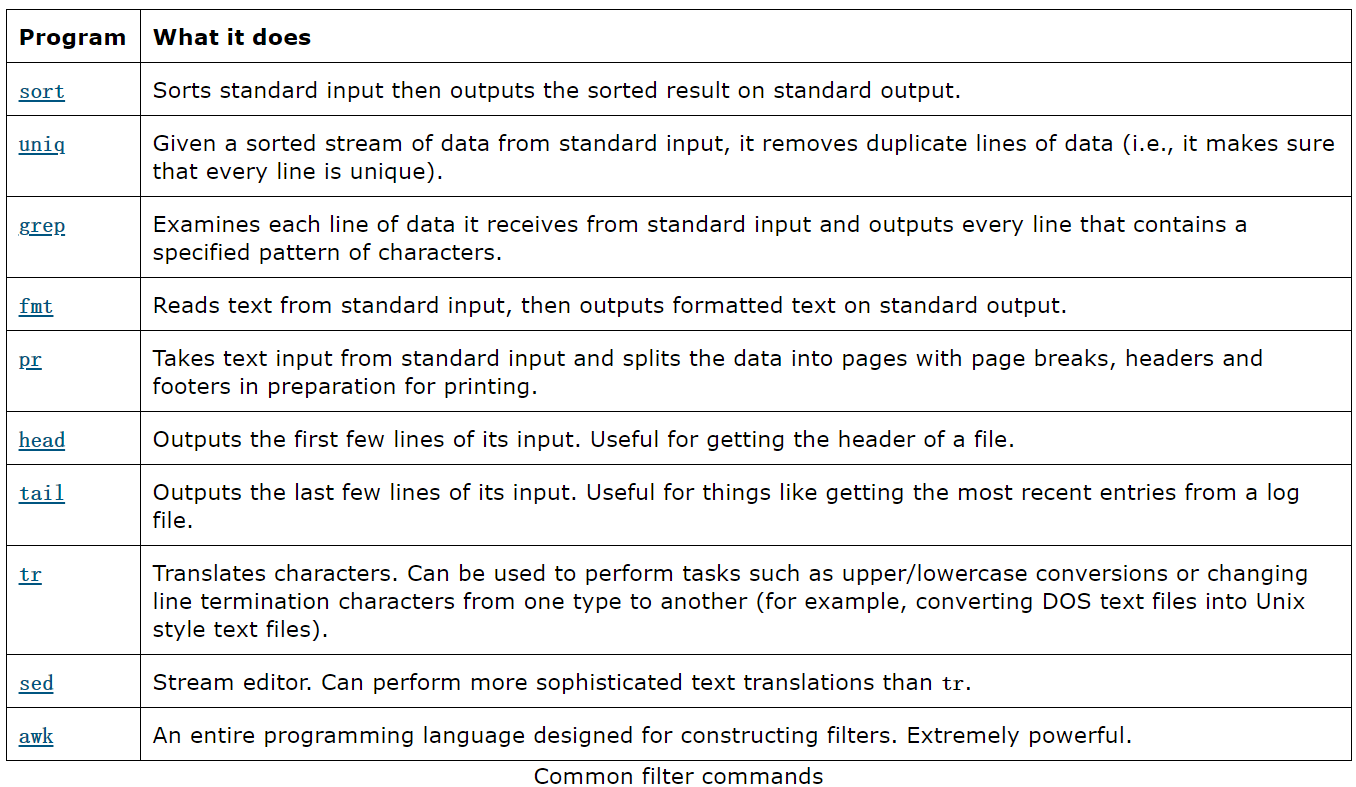 Program What it does
sort Sorts standard input then outputs the sorted result on standard output.
uniq Given a sorted stream of data from standard input, it removes duplicate lines of data (i.e., it makes sure
that every line is unique).
grep Examines each line of data it receives from standard input and outputs every line that contains a
specified pattern of characters.
fmt Reads text from standard input, then outputs formatted text on standard output.
pr Takes text input from standard input and splits the data into pages with page breaks, headers and
footers in preparation for printing.
head Outputs the first few lines of its input. Useful for getting the header of a file.
tail Outputs the last few lines of its input. Useful for things like getting the most recent entries from a log
file.
tr Translates characters. Can be used to perform tasks such as upper/lowercase conversions or changing
line termination characters from one type to another (for example, converting DOS text files into Unix
style text files).
sed Stream editor. Can perform more sophisticated text translations than tr.
awk An entire programming language designed for constructing filters. Extremely powerful.
Common filter commands